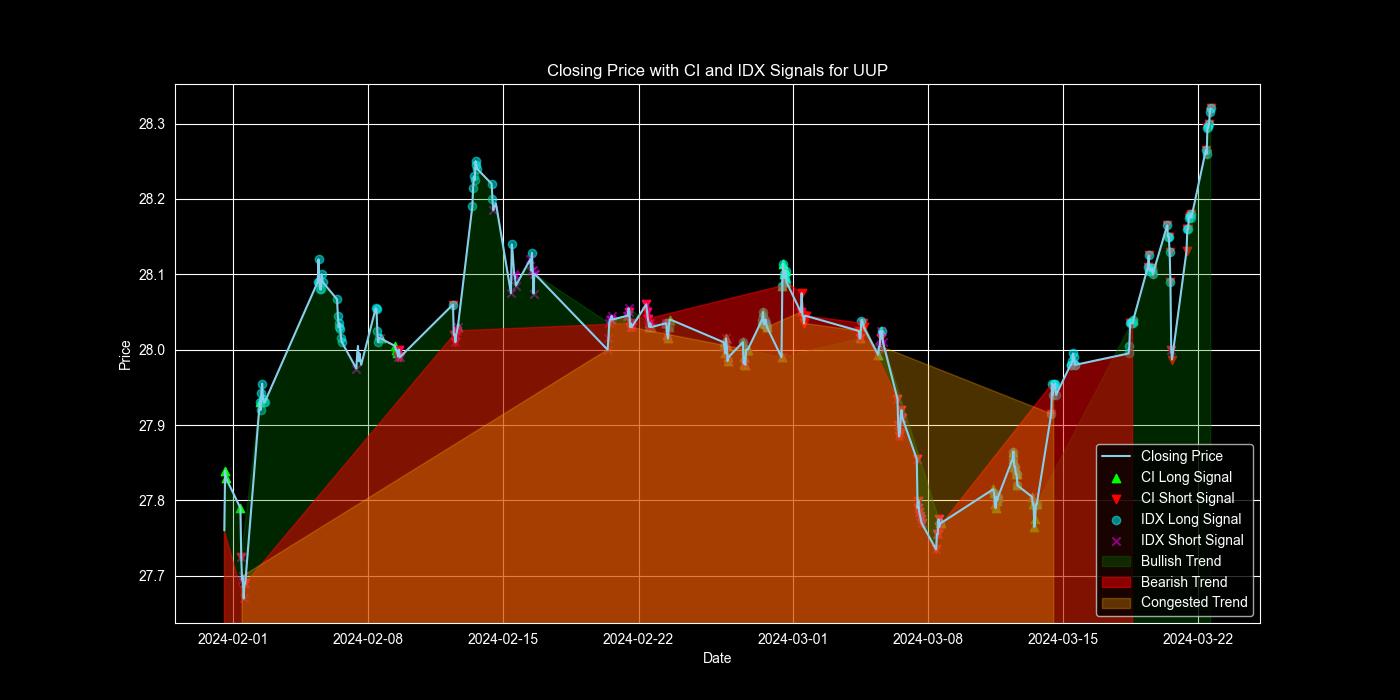 Closing Price with CI and IDX Signals for UUP
Price
28.3
28.2
28.1
28.0
27.9
27.8
27.7
Closing Price
CI Long Signal
CI Short Signal
IDX Long Signal
IDX Short Signal
Bullish Trend
Bearish Trend
Congested Trend
2024-02-01 2024-02-08 2024-02-15 2024-02-22 2024-03-01 2024-03-08 2024-03-15 2024-03-22
Date